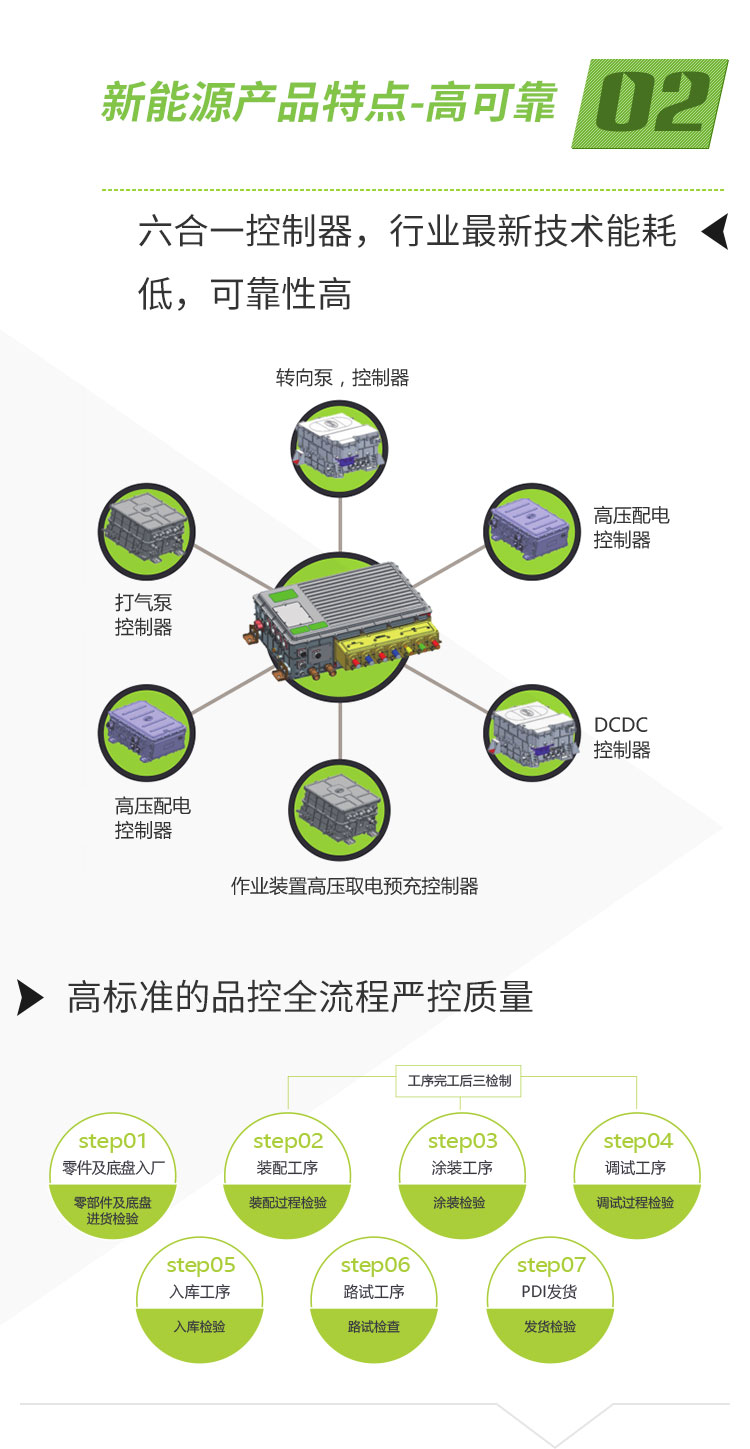 新能源产品特点-高可靠
02
六合一控制器，行业最新技术能耗
低，可靠性高
转向泵，控制器
高压配电
控制器
打气泵
控制器
DCDC
控制器
高压配电
控制器
作业装置高压取电预充控制器
高标准的品控全流程严控质量
工序完工后三检制
step01
零件及底盘入厂
零部件及底盘
进货检验
step02
装配工序
装配过程检验
step03
涂装工序
涂装检验
step04
调试工序
调试过程检验
step05
入库工序
入库检验
step06
路试工序
路试检查
step07
PDI发货
发货检验